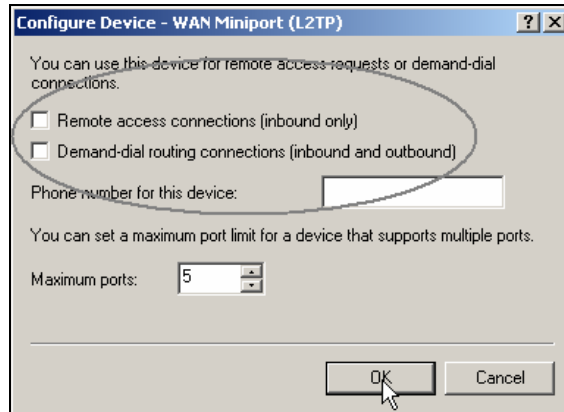 Configure Device - WAN Miniport (L2TP)
You can use this device for remote access requests or demand-dial
connections.
Remote access connections (inbound only)
Demand-dial routing connections (inbound and outbound)
Phone number for this device:
You can set a maximum port limit for a device that supports multiple ports.
Maximum ports: 5
OK Cancel